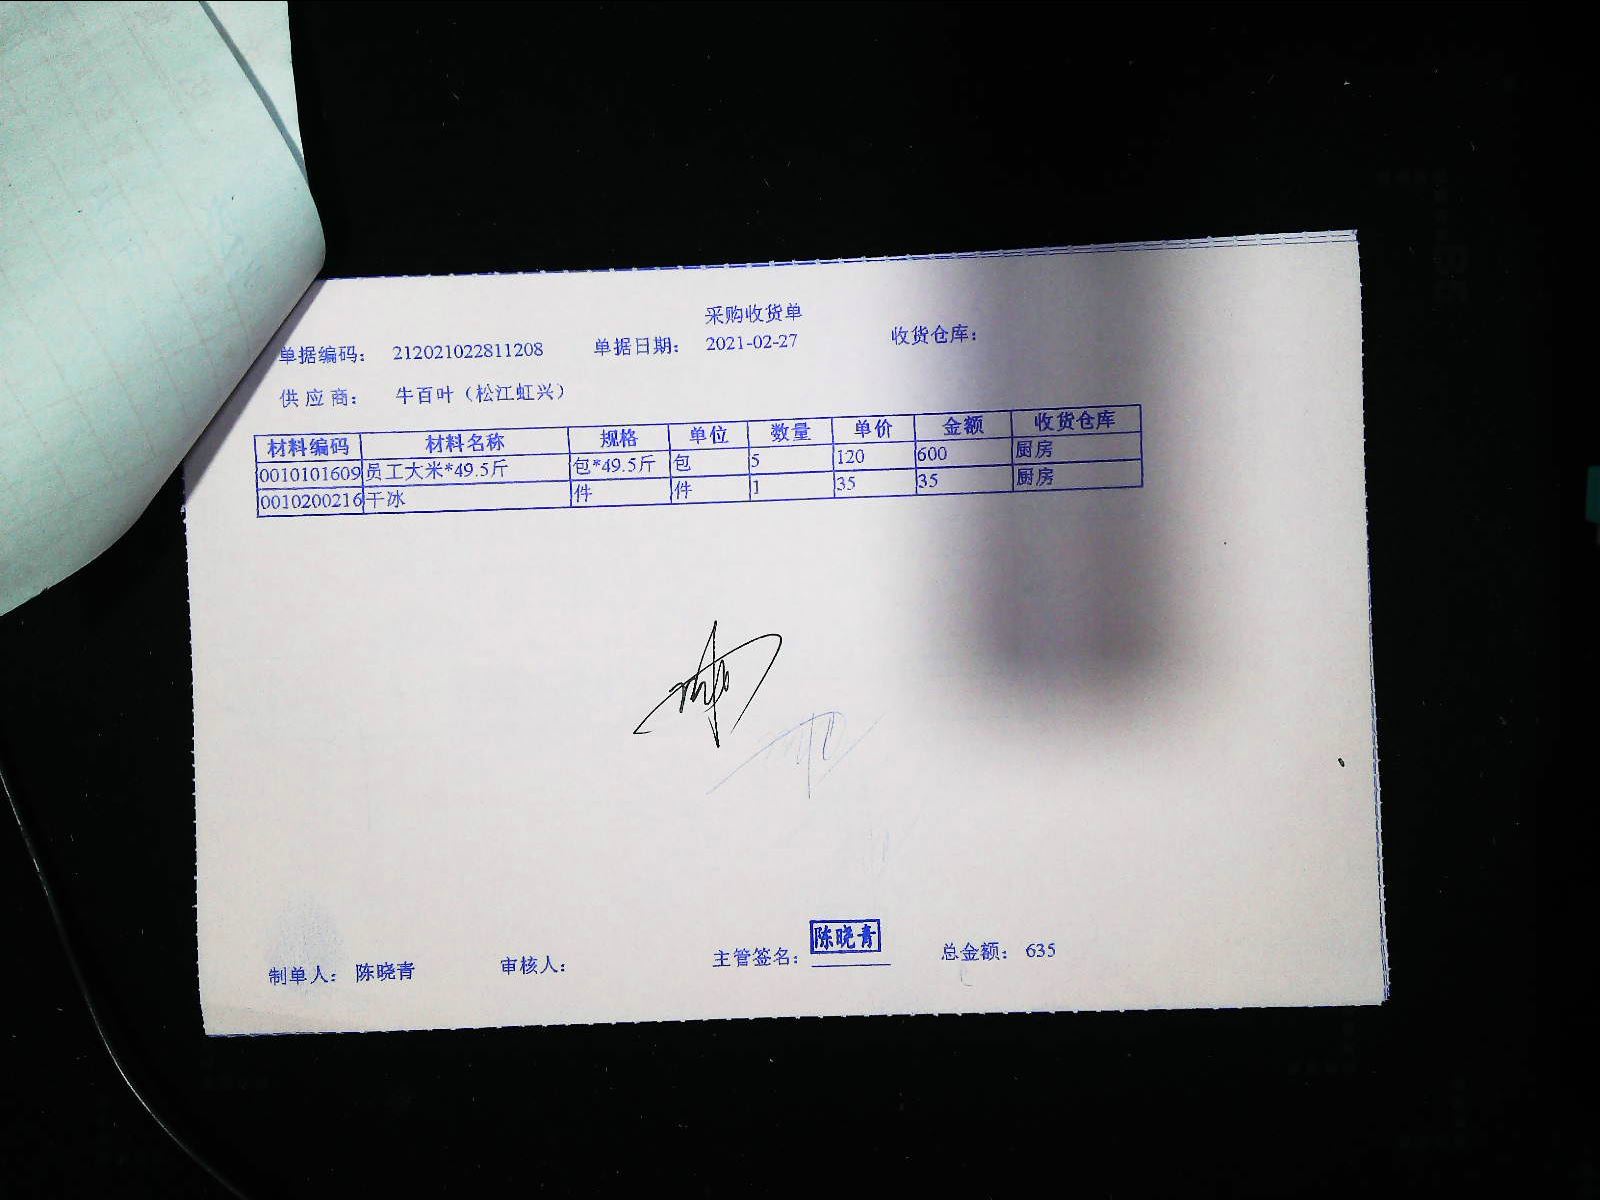 采购收货单
单据编码： 212021022811208 单据日期： 2021-02-27 收货仓库：
供应商： 牛百叶（松江虹兴）
材料编码 材料名称 规格 单位 数量 单价 金额 收货仓库
0010101609 员工大米*49.5斤 包*49.5斤 包 5 120 600 厨房
0010200216 干冰 件 件 1 35 35 厨房
制单人： 陈晓青 审核人： 主管签名： 陈晓青 总金额： 635